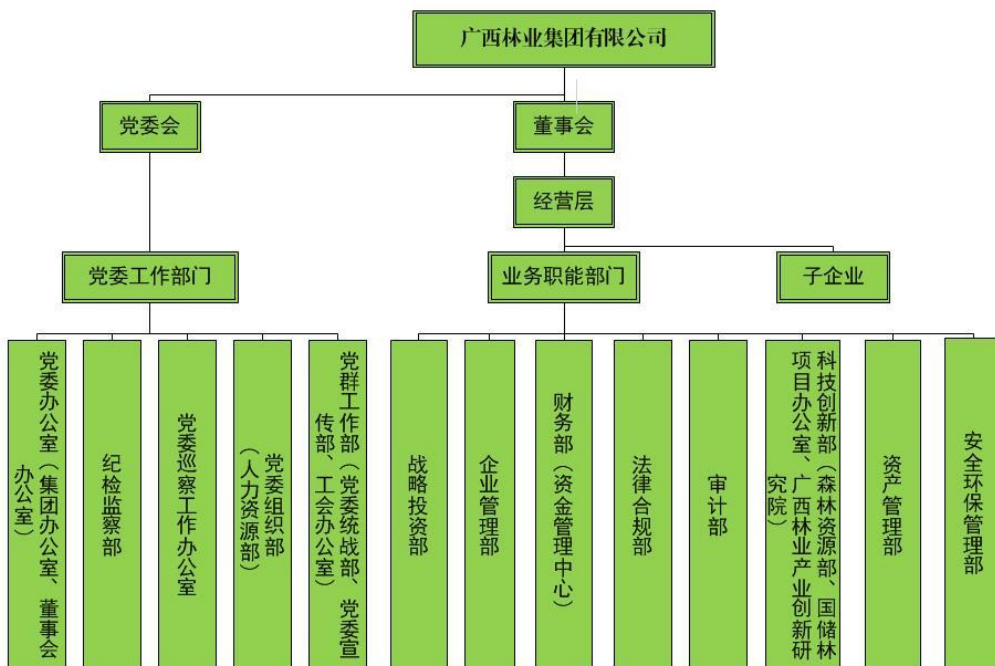 广西林业集团有限公司
党委会
董事会
经营层
党委工作部门
业务职能部门
子企业
党委办公室（集团办公室、董事会
办公室）
纪检监察部
党委巡察工作办公室
党委组织部
（人力资源部）
党群工作部（党委统战部、党委宣
传部、工会办公室）
战略投资部
企业管理部
财务部（资金管理中心）
法律合规部
审计部
科技创新部（森林资源部、国储林
项目办公室、广西林业产业创新研
究院）
资产管理部
安全环保管理部